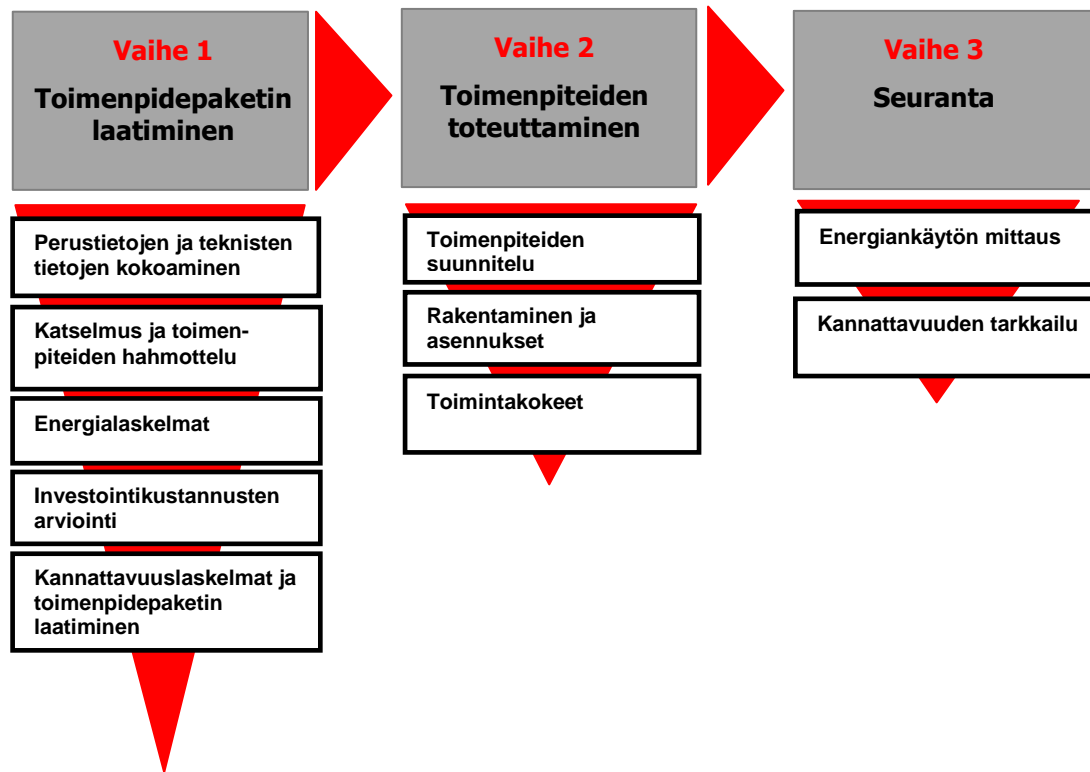 Vaihe 1
Toimenpidepaketin
laatiminen
Perustietojen ja teknisten
tietojen kokoaminen
Katselmus ja toimen-
piteiden hahmottelu
Energialaskelmat
Investointikustannusten
arviointi
Kannattavuuslaskelmat ja
toimenpidepaketin
laatiminen
Vaihe 2
Toimenpiteiden
toteuttaminen
Toimenpiteiden
suunnitelu
Rakentaminen ja
asennukset
Toimintakokeet
Vaihe 3
Seuranta
Energiankäytön mittaus
Kannattavuuden tarkkailu